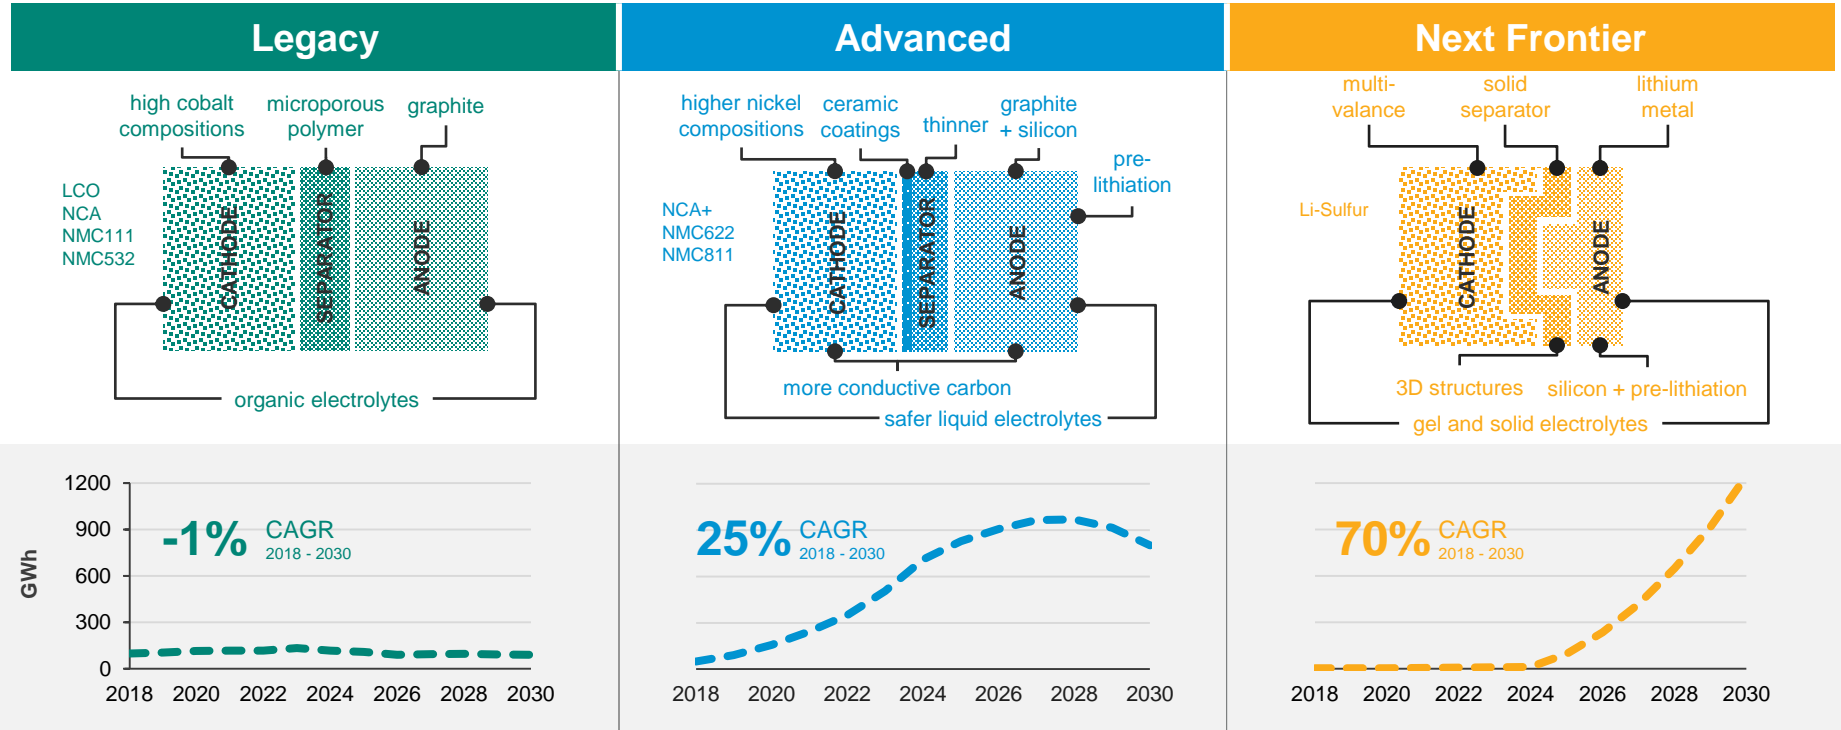 Legacy
high cobalt
compositions
microporous
polymer
graphite
LCO
NCA
NMC111
NMC532
CATHODE
SEPARATOR
ANODE
organic electrolytes
Advanced
higher nickel
compositions
ceramic
coatings
thinner
graphite
+ silicon
pre-
lithiation
NCA+
NMC622
NMC811
CATHODE
SEPARATOR
ANODE
more conductive carbon
safer liquid electrolytes
Next Frontier
multi-
valance
solid
separator
lithium
metal
Li-Sulfur
CATHODE
ANODE
3D structures
silicon + pre-lithiation
gel and solid electrolytes
GWh
1200
900
600
300
0
-1%
CAGR
2018 - 2030
2018 2020 2022 2024 2026 2028 2030
25%
CAGR
2018 - 2030
2018 2020 2022 2024 2026 2028 2030
70%
CAGR
2018 - 2030
2018 2020 2022 2024 2026 2028 2030